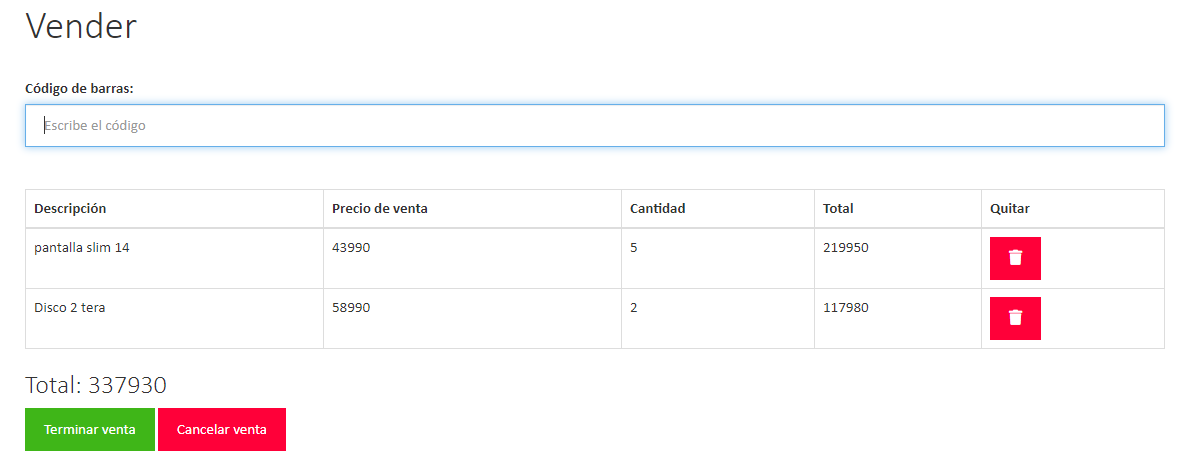 Vender
Código de barras:
Escribe el código
Descripción Precio de venta Cantidad Total Quitar
pantalla slim 14 43990 5 219950
Disco 2 tera 58990 2 117980
Total: 337930
Terminar venta Cancelar venta